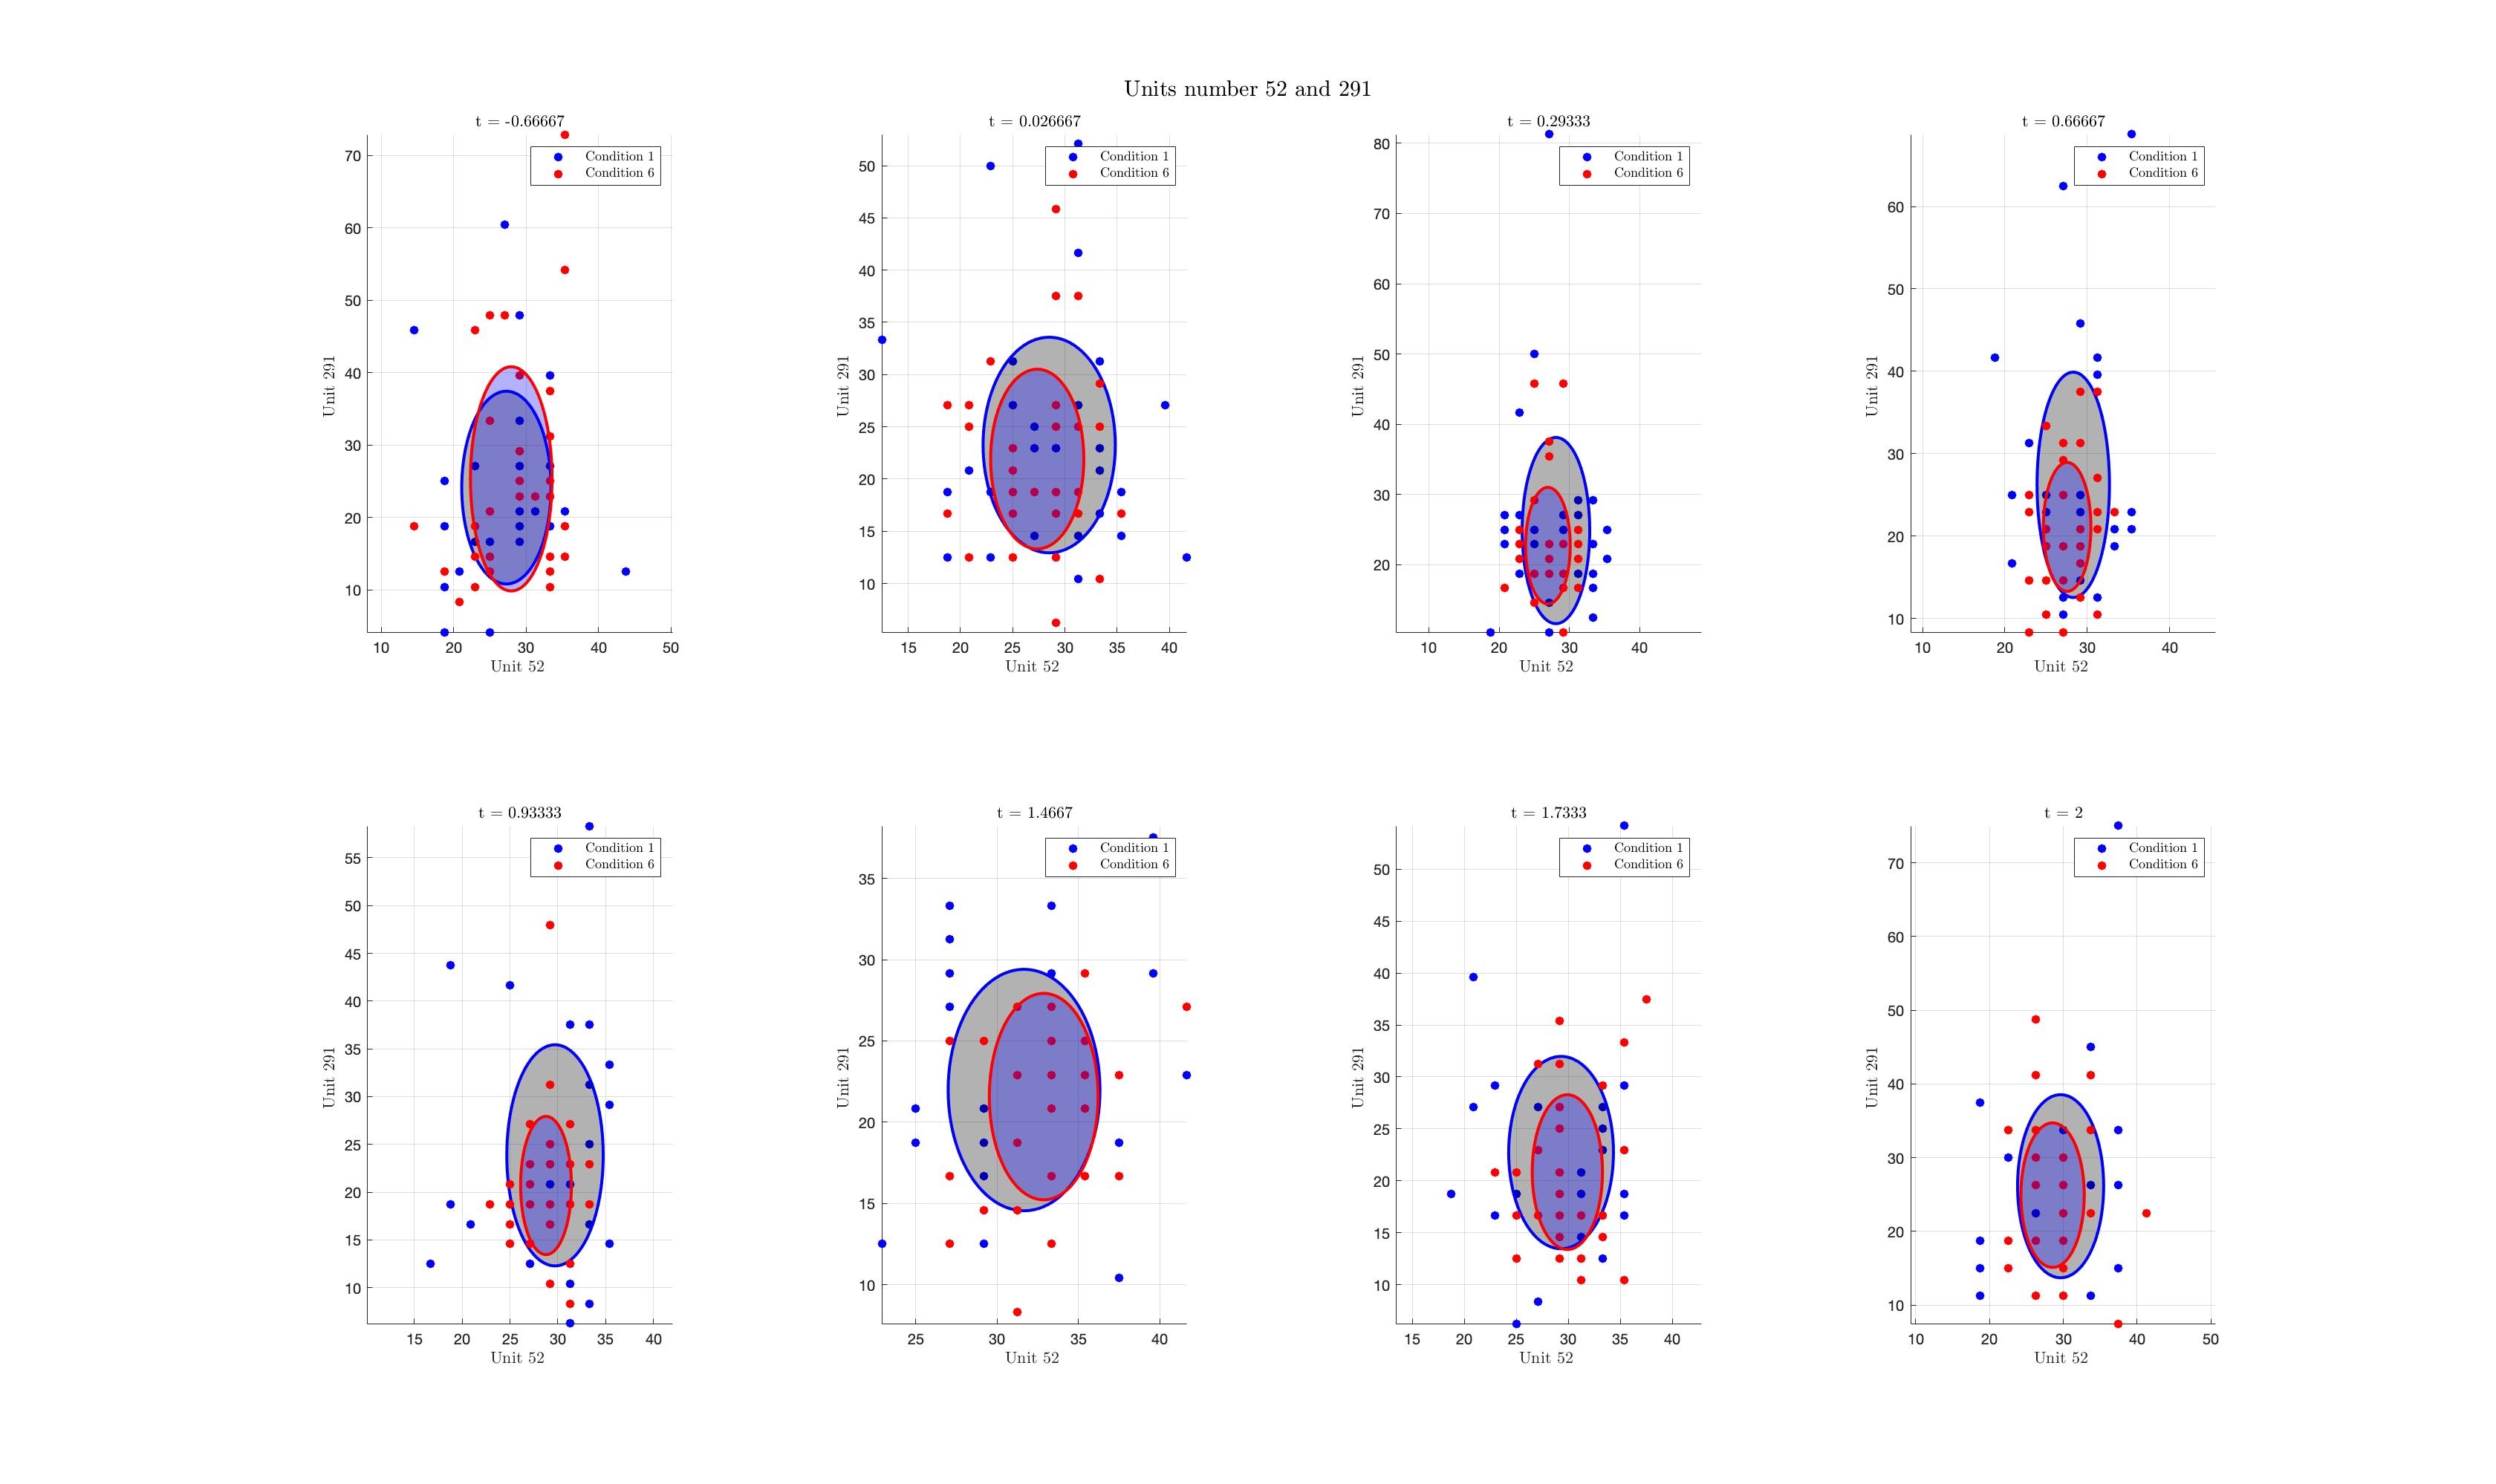 Units number 52 and 291
t = -0.66667
Condition 1
Condition 6
70
60
50
40
30
20
10
Unit 291
10 20 30 40 50
Unit 52
t = 0.026667
Condition 1
Condition 6
50
45
40
35
30
25
20
15
10
Unit 291
15 20 25 30 35 40
Unit 52
t = 0.29333
Condition 1
Condition 6
80
70
60
50
40
30
20
Unit 291
10 20 30 40
Unit 52
t = 0.66667
Condition 1
Condition 6
60
50
40
30
20
10
Unit 291
10 20 30 40
Unit 52
t = 0.93333
Condition 1
Condition 6
55
50
45
40
35
30
25
20
15
10
Unit 291
15 20 25 30 35 40
Unit 52
t = 1.4667
Condition 1
Condition 6
35
30
25
20
15
10
Unit 291
25 30 35 40
Unit 52
t = 1.7333
Condition 1
Condition 6
50
45
40
35
30
25
20
15
10
Unit 291
15 20 25 30 35 40
Unit 52
t = 2
Condition 1
Condition 6
70
60
50
40
30
20
10
Unit 291
10 20 30 40 50
Unit 52